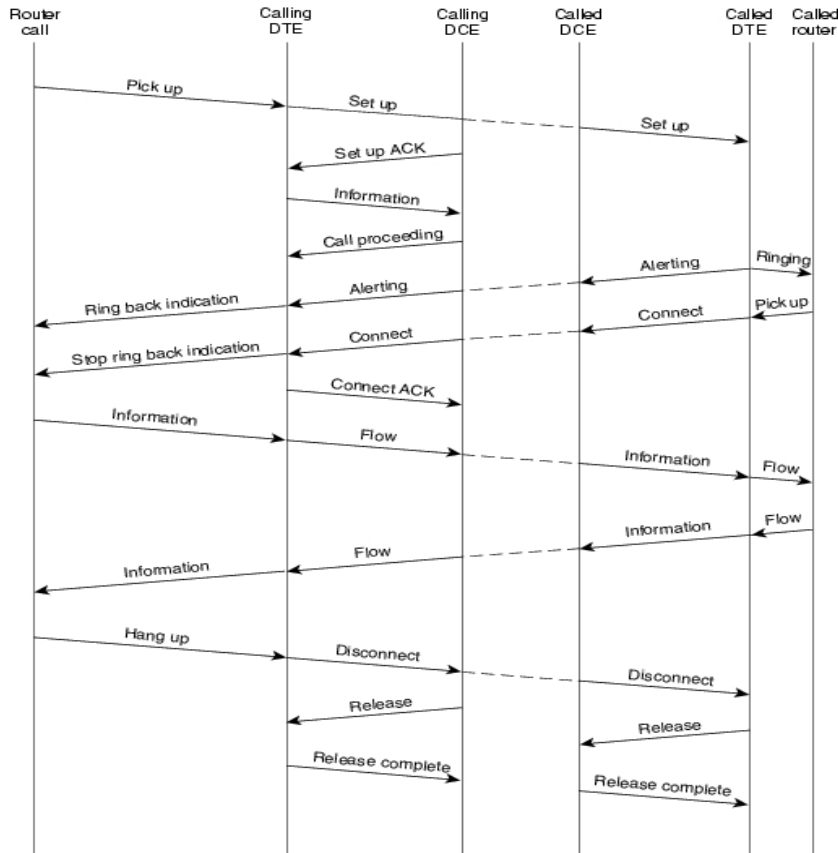 Router call
Calling DTE
Calling DCE
Called DCE
Called DTE
Called router
Pick up
Set up
Set up
Set up ACK
Information
Call proceeding
Ringing
Alerting
Alerting
Ring back indication
Pick up
Connect
Connect
Stop ring back indication
Connect ACK
Information
Flow
Information
Flow
Flow
Information
Flow
Information
Hang up
Disconnect
Disconnect
Release
Release
Release complete
Release complete